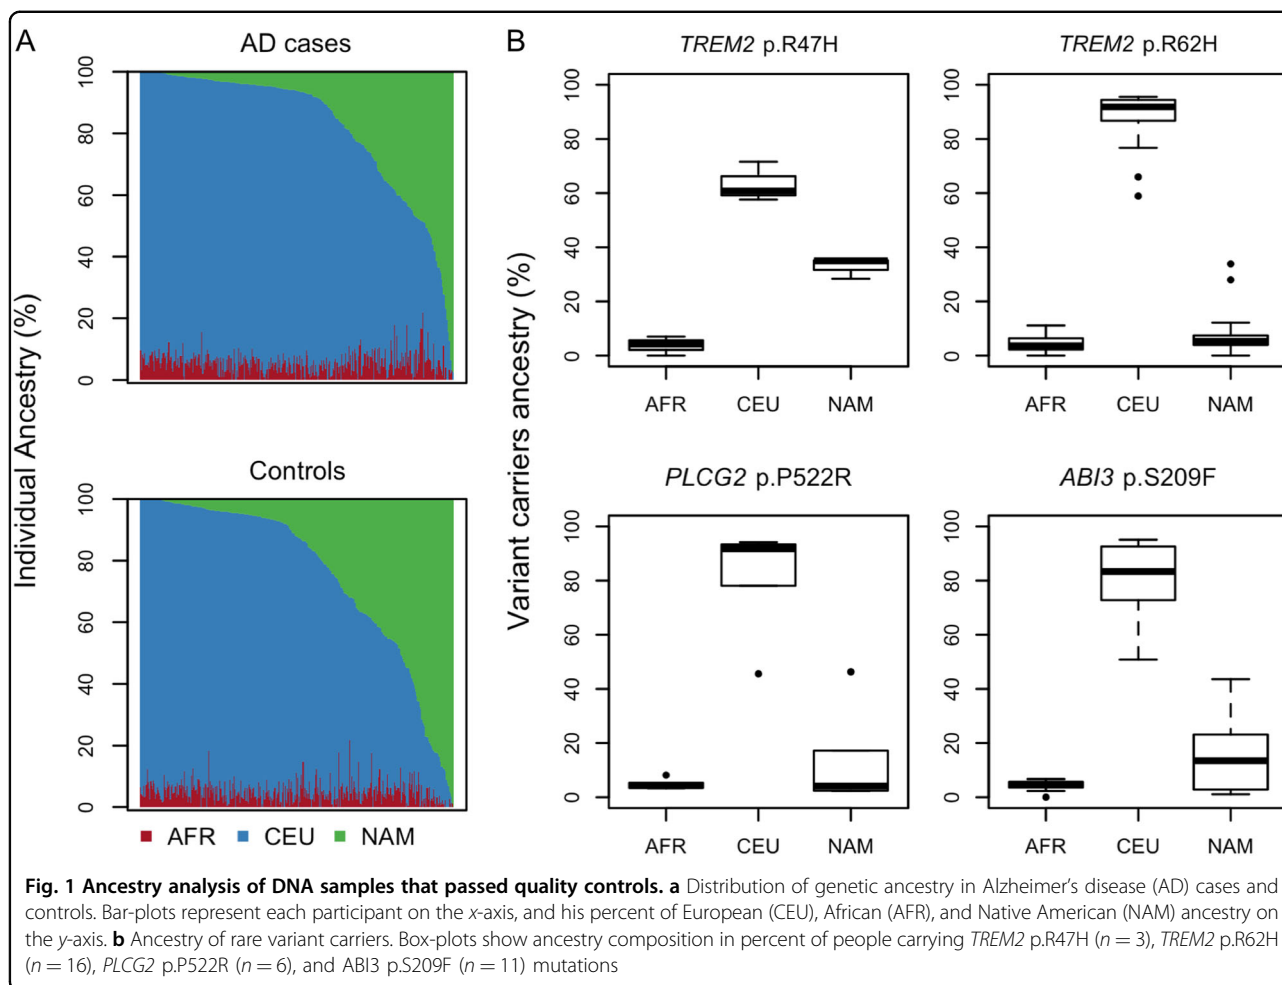 A
AD cases
Individual Ancestry (%)
100
80
60
40
20
0
Controls
100
80
60
40
20
0
AFR CEU NAM
B
Variant carriers ancestry (%)
TREM2 p.R47H
100
80
60
40
20
0
AFR CEU NAM
TREM2 p.R62H
100
80
60
40
20
0
AFR CEU NAM
PLCG2 p.P522R
100
80
60
40
20
0
AFR CEU NAM
ABI3 p.S209F
100
80
60
40
20
0
AFR CEU NAM
Fig. 1 Ancestry analysis of DNA samples that passed quality controls. a Distribution of genetic ancestry in Alzheimer's disease (AD) cases and
controls. Bar-plots represent each participant on the x-axis, and his percent of European (CEU), African (AFR), and Native American (NAM) ancestry on
the y-axis. b Ancestry of rare variant carriers. Box-plots show ancestry composition in percent of people carrying TREM2 p.R47H (n = 3), TREM2 p.R62H
(n = 16), PLCG2 p.P522R (n = 6), and ABI3 p.S209F (n = 11) mutations